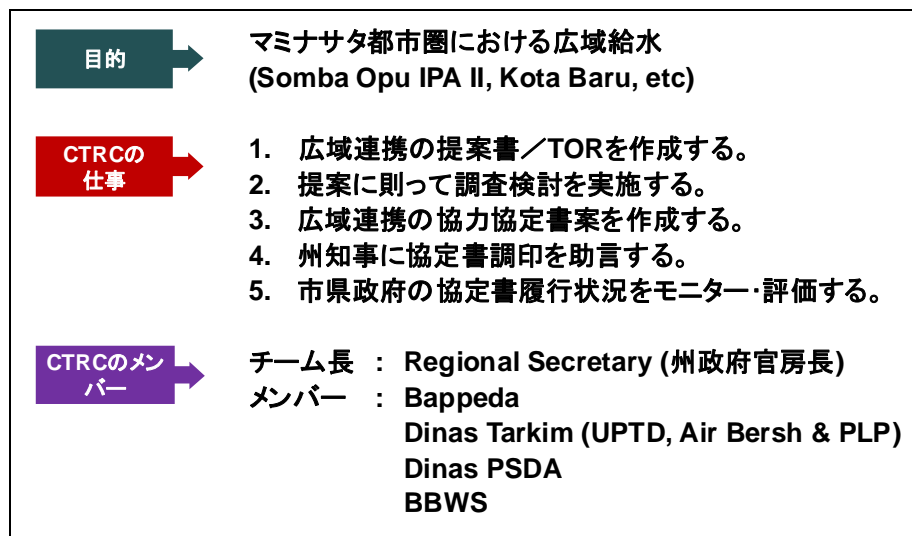 目的
マミナサタ都市圏における広域給水
(Somba Opu IPA II, Kota Baru, etc)
CTRCの
仕事
1. 広域連携の提案書／TORを作成する。
2. 提案に則って調査検討を実施する。
3. 広域連携の協力協定書案を作成する。
4. 州知事に協定書調印を助言する。
5. 市県政府の協定書履行状況をモニター・評価する。
CTRCのメン
バー
チーム長 : Regional Secretary (州政府官房長)
メンバー : Bappeda
Dinas Tarkim (UPTD, Air Bersh & PLP)
Dinas PSDA
BBWS